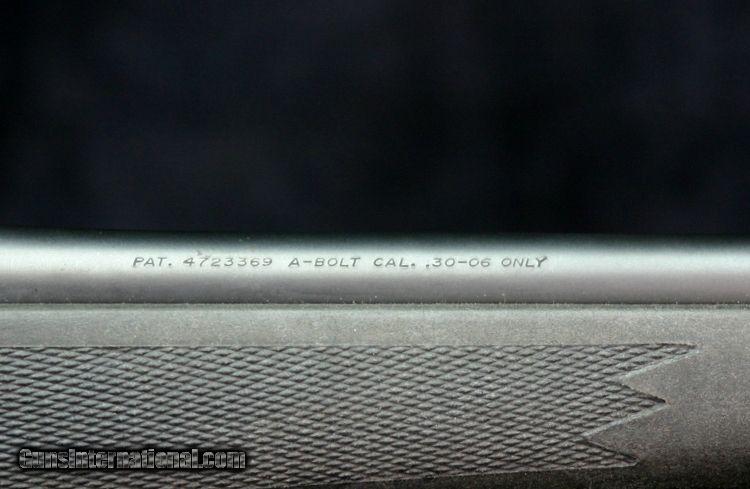 PAT. 4723369 A-BOLT CAL. .30-06 ONLY
GunsInternational.com